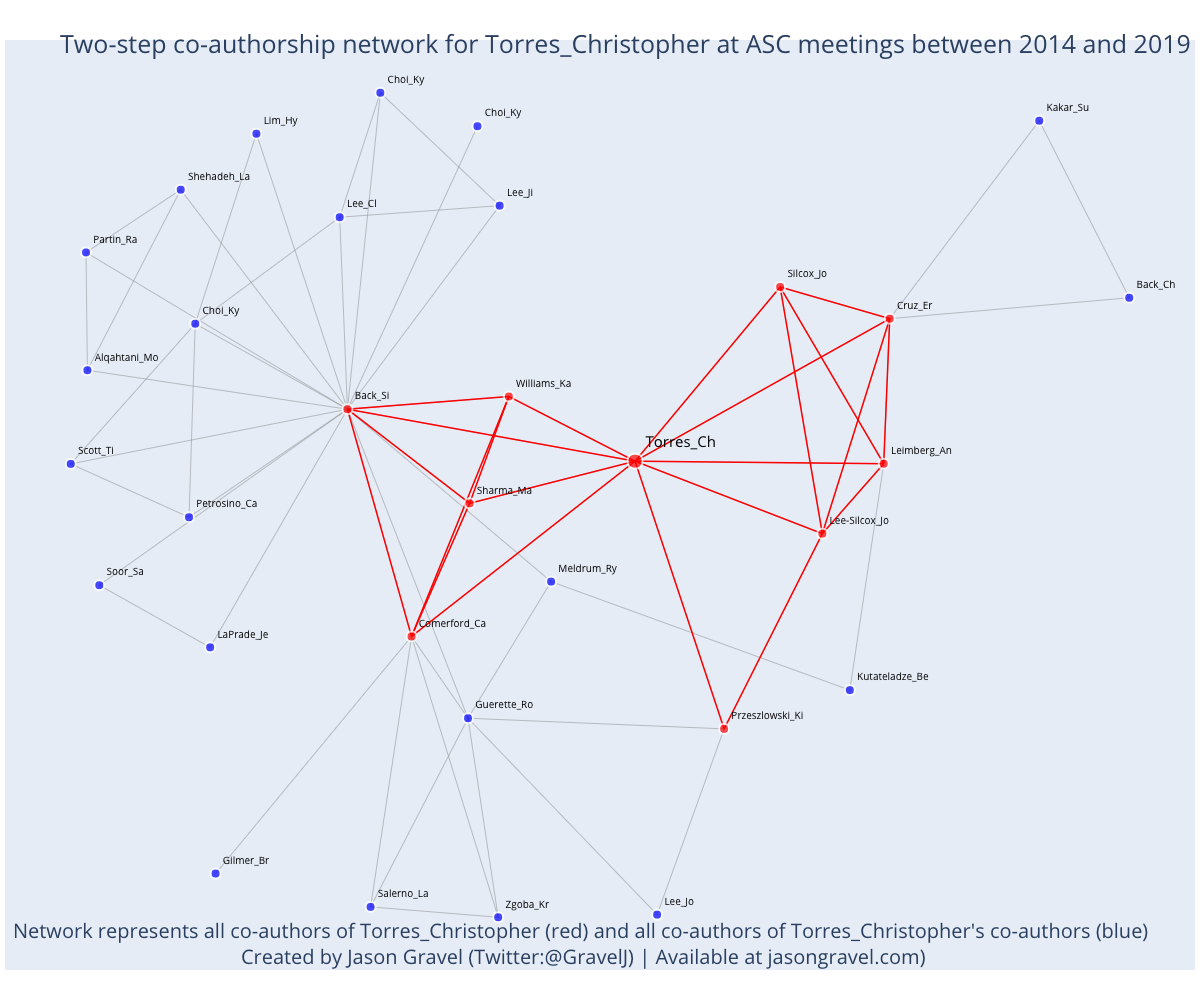 Two-step co-authorship network for Torres_Christopher at ASC meetings between 2014 and 2019
Choi_Ky
Kakar_Su
Choi_Ky
Lim_Hy
Shehadeh_La
Lee_Ji
Lee_Cl
Partin_Ra
Silcox_Jo
Back_Ch
Cruz_Er
Choi_Ky
Alqahtani_Mo
Williams_Ka
Back_Si
Torres_Ch
Scott_Ti
Leimberg_An
Sharma_Ma
Petrosino_Ca
Lee-Silcox_Jo
Meldrum_Ry
Soor_Sa
Comerford_Ca
LaPrade_Je
Kutateladze_Be
Guerette_Ro
Przeszlowski_Ki
Gilmer_Br
Salerno_La
Lee_Jo
Zgoba_Kr
Network represents all co-authors of Torres_Christopher (red) and all co-authors of Torres_Christopher's co-authors (blue)
Created by Jason Gravel (Twitter:@GravelJ) | Available at jasongravel.com)